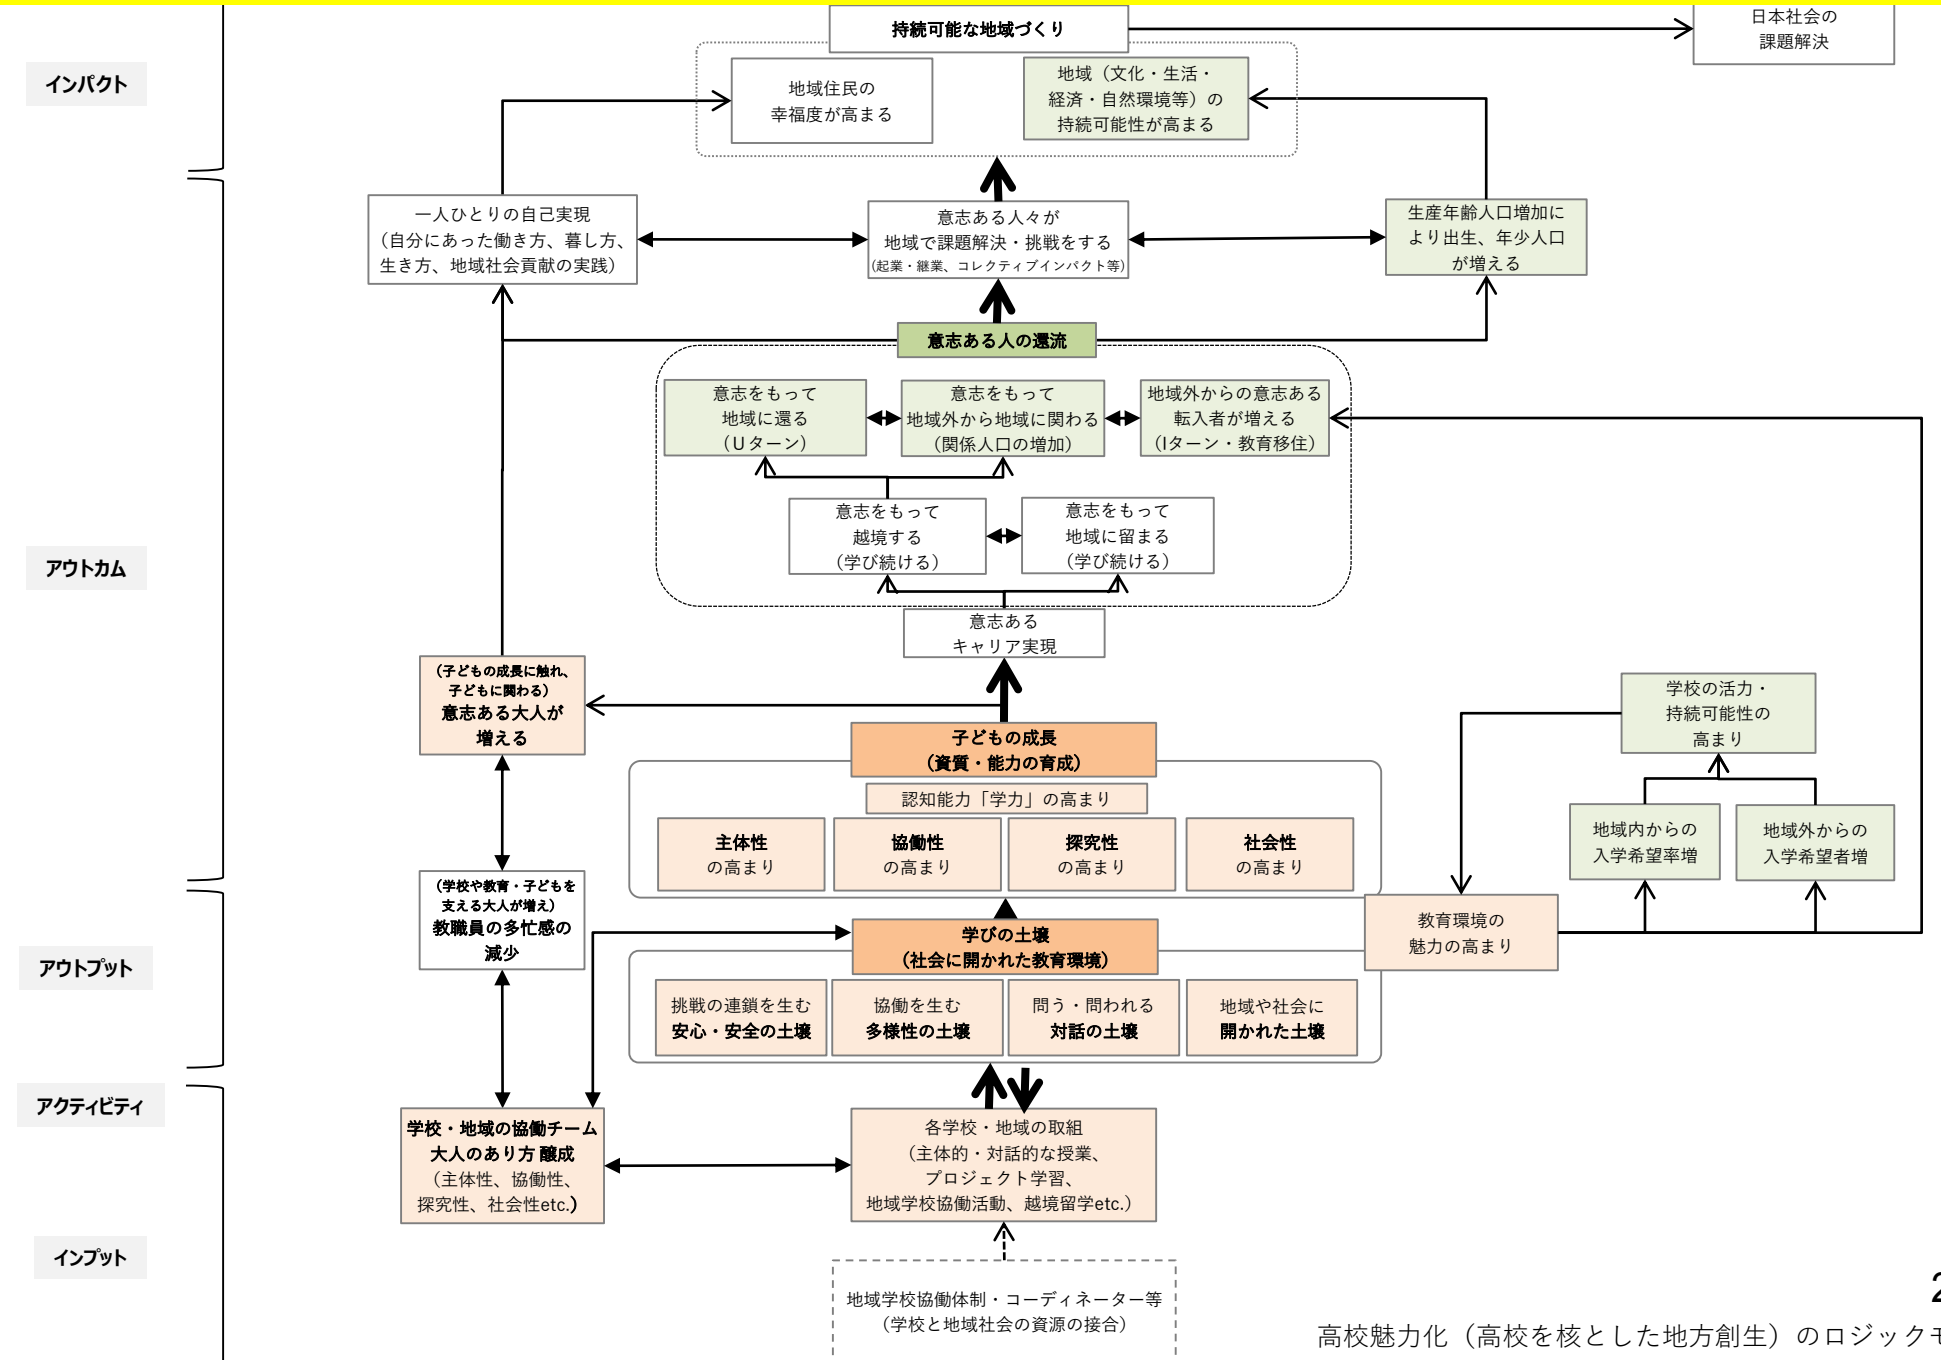 持続可能な地域づくり
日本社会の
課題解決
インパクト
地域住民の
幸福度が高まる
地域（文化・生活・
経済・自然環境等）の
持続可能性が高まる
一人ひとりの自己実現
（自分にあった働き方、暮し方、
生き方、地域社会貢献の実践）
意志ある人々が
地域で課題解決・挑戦をする
(起業・継業、コレクティブインパクト等)
生産年齢人口増加に
より出生、年少人口
が増える
意志ある人の還流
意志をもって
地域に還る
（Uターン）
意志をもって
地域外から地域に関わる
（関係人口の増加）
地域外からの意志ある
転入者が増える
（Iターン・教育移住）
意志をもって
越境する
（学び続ける）
意志をもって
地域に留まる
（学び続ける）
アウトカム
意志ある
キャリア実現
（子どもの成長に触れ、
子どもに関わる）
意志ある大人が
増える
学校の活力・
持続可能性の
高まり
子どもの成長
（資質・能力の育成）
認知能力「学力」の高まり
主体性
の高まり
協働性
の高まり
探究性
の高まり
社会性
の高まり
地域内からの
入学希望率増
地域外からの
入学希望者増
（学校や教育・子どもを
支える大人が増え）
教職員の多忙感の
減少
教育環境の
魅力の高まり
アウトプット
学びの土壌
（社会に開かれた教育環境）
挑戦の連鎖を生む
安心・安全の土壌
協働を生む
多様性の土壌
問う・問われる
対話の土壌
地域や社会に
開かれた土壌
アクティビティ
学校・地域の協働チーム
大人のあり方 醸成
（主体性、協働性、
探究性、社会性etc.）
各学校・地域の取組
（主体的・対話的な授業、
プロジェクト学習、
地域学校協働活動、越境留学etc.）
インプット
地域学校協働体制・コーディネーター等
（学校と地域社会の資源の接合）
高校魅力化（高校を核とした地方創生）のロジック